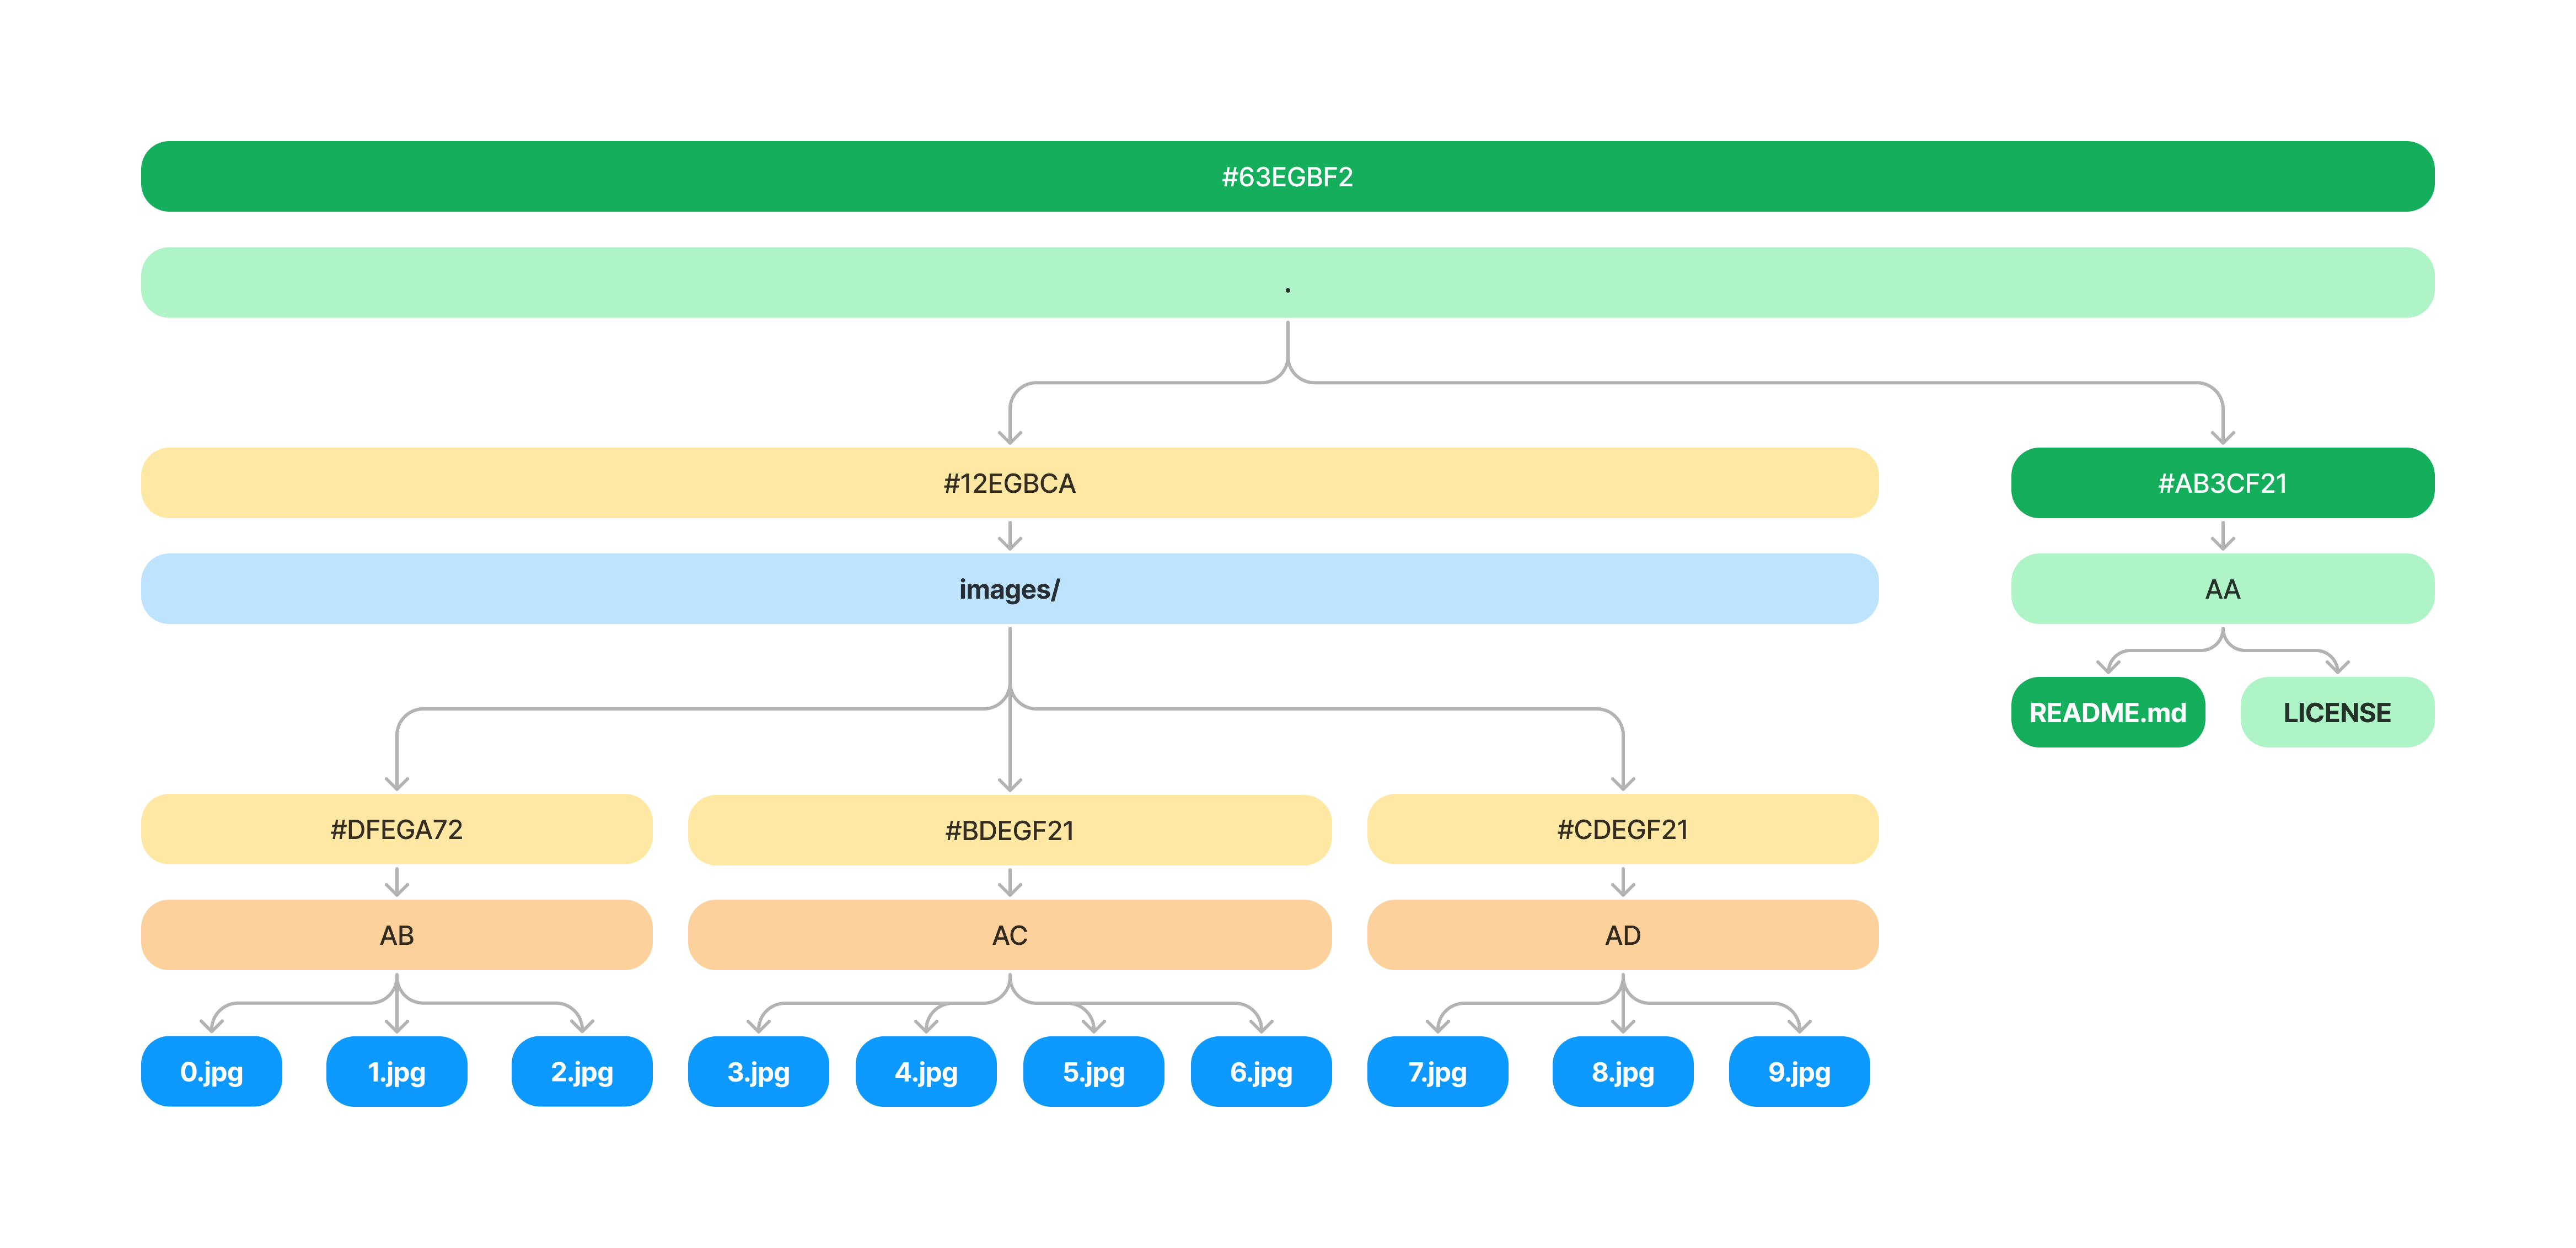 #63EGBF2
.
#12EGBCA
#AB3CF21
images/
AA
README.md
LICENSE
#DFEGA72
#BDEGF21
#CDEGF21
AB
AC
AD
0.jpg
1.jpg
2.jpg
3.jpg
4.jpg
5.jpg
6.jpg
7.jpg
8.jpg
9.jpg